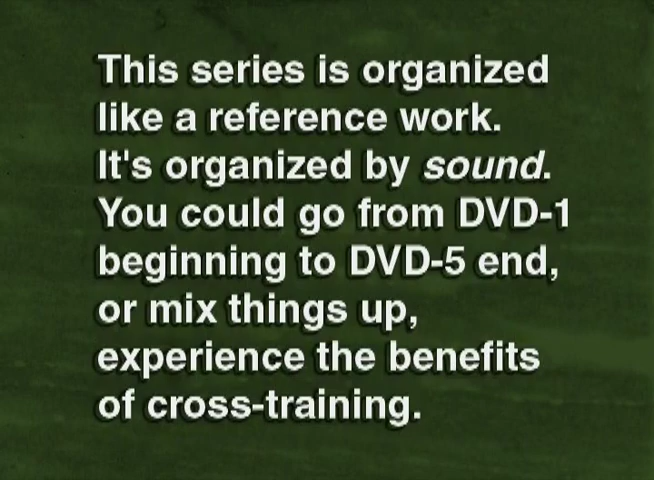 This series is organized
like a reference work.
It's organized by sound.
You could go from DVD-1
beginning to DVD-5 end,
or mix things up,
experience the benefits
of cross-training.